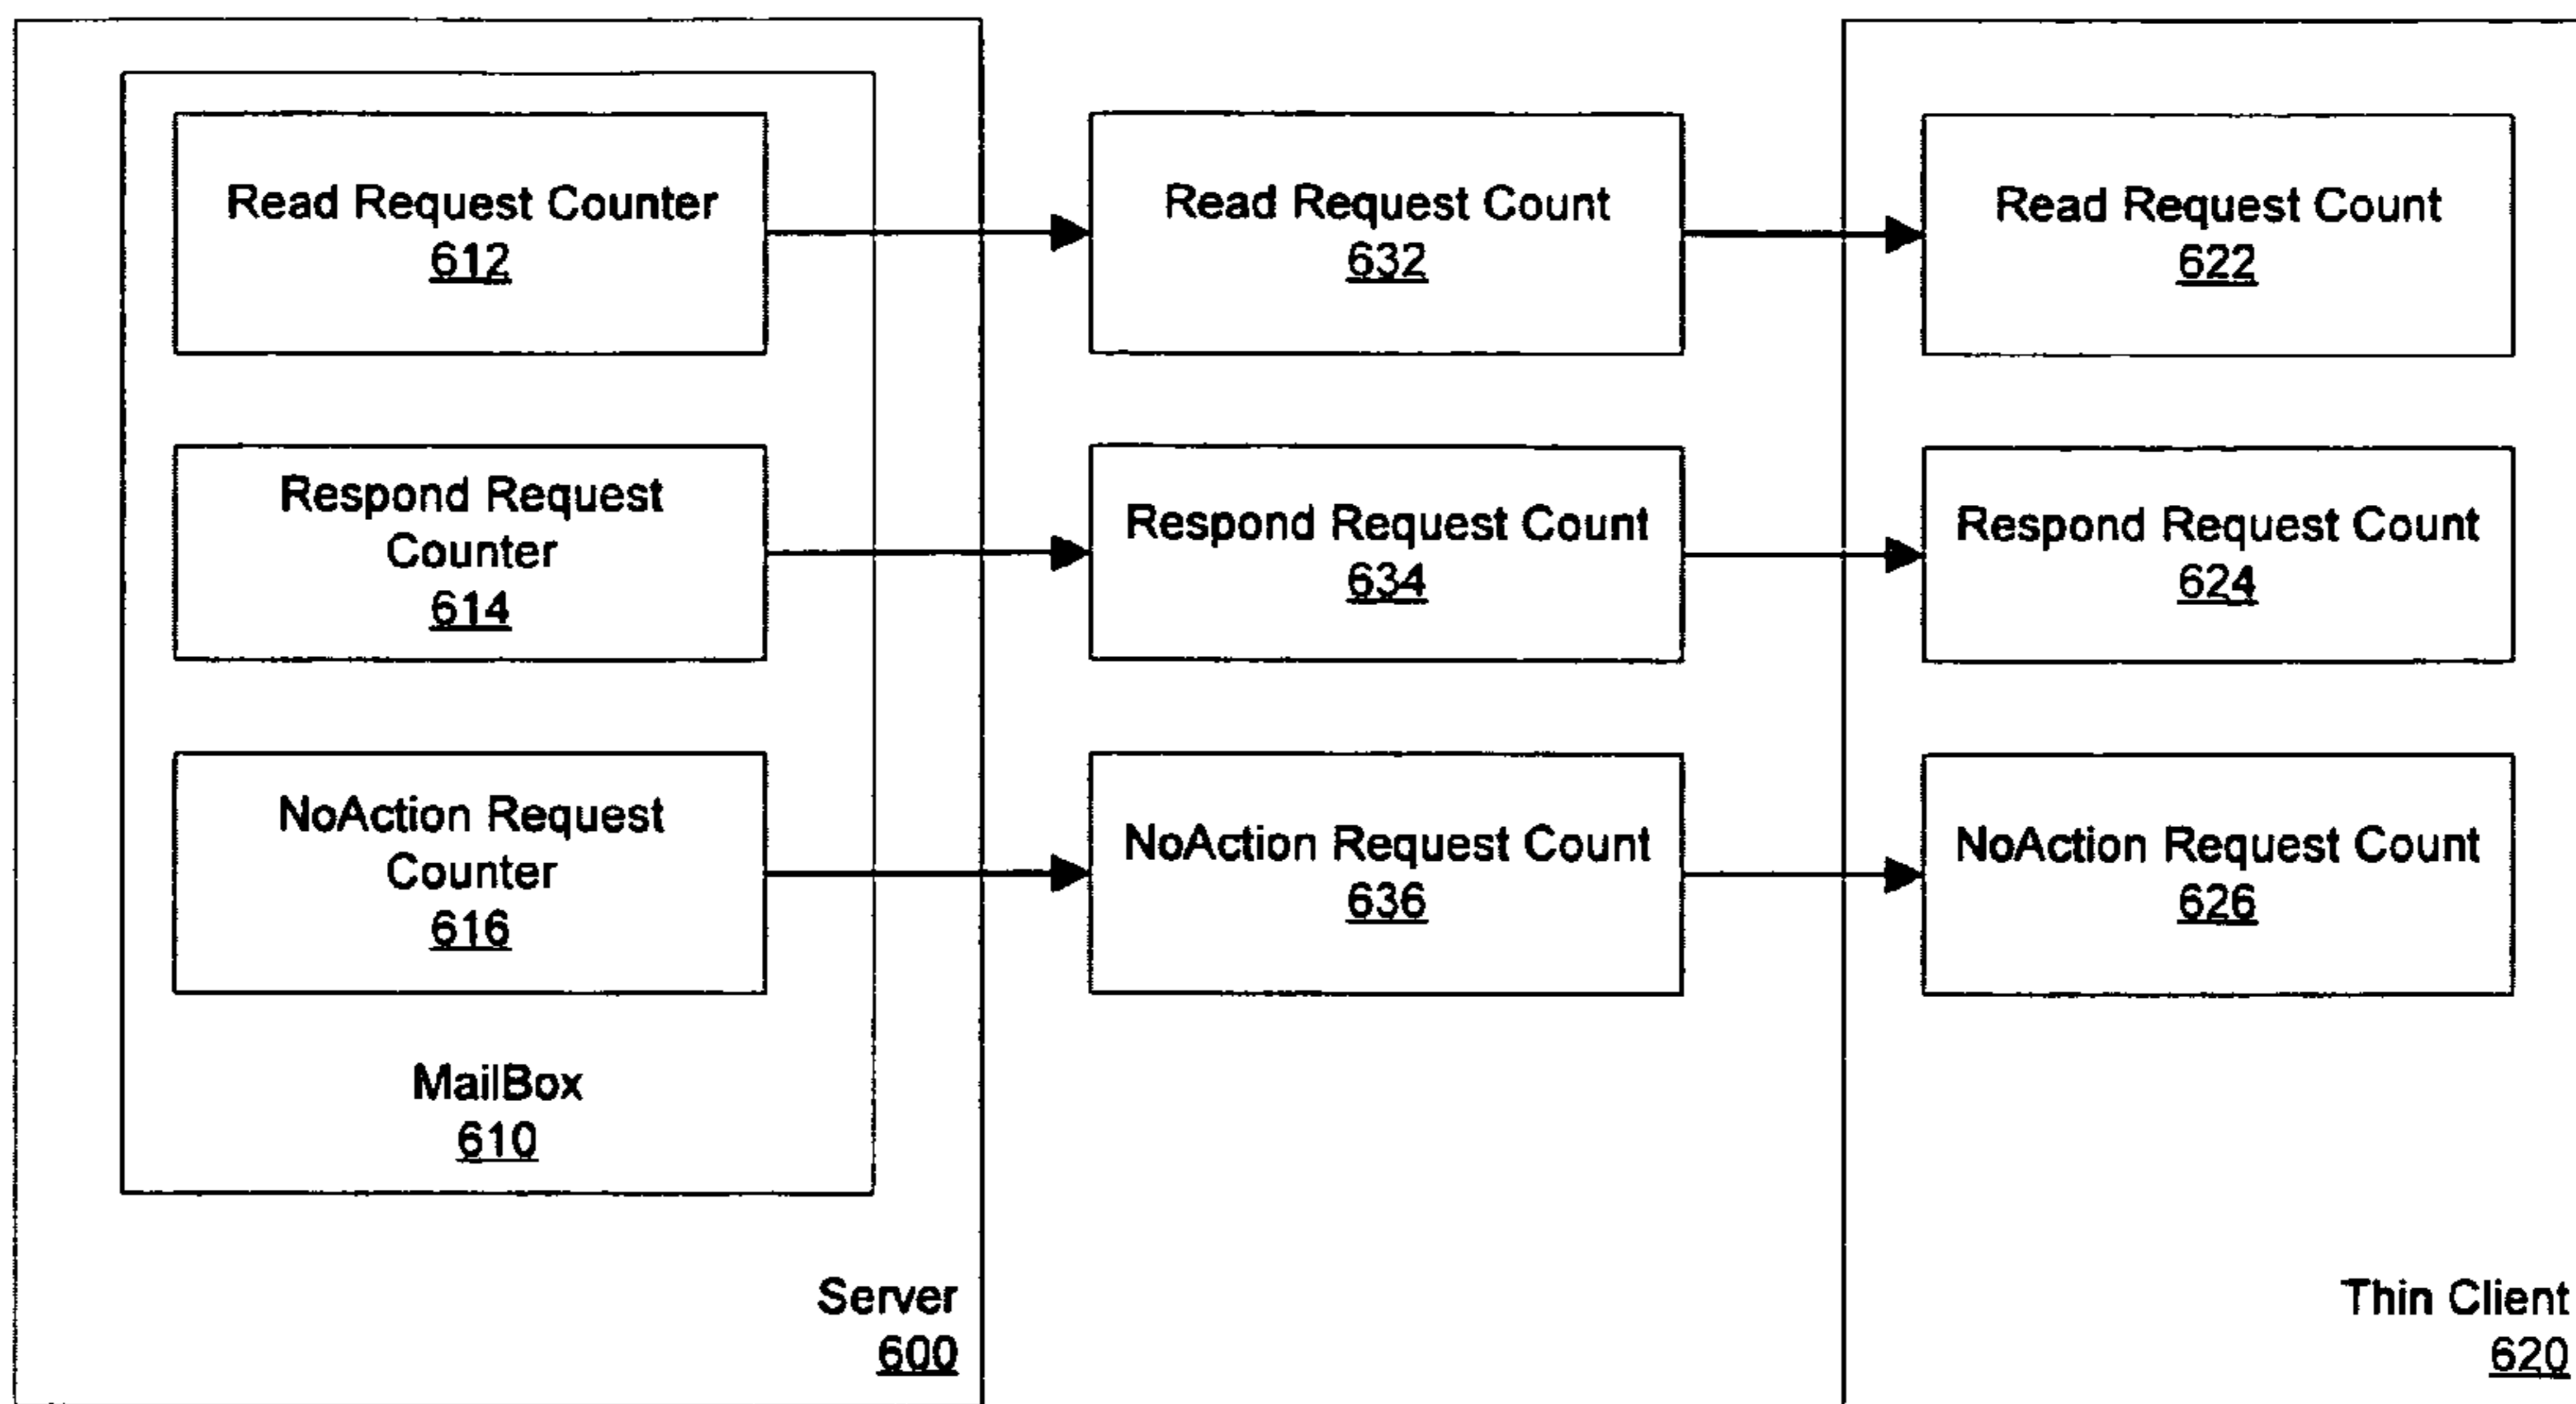 Read Request Counter
612
Read Request Count
632
Read Request Count
622
Respond Request
Counter
614
Respond Request Count
634
Respond Request Count
624
NoAction Request
Counter
616
NoAction Request Count
636
NoAction Request Count
626
MailBox
610
Server
600
Thin Client
620